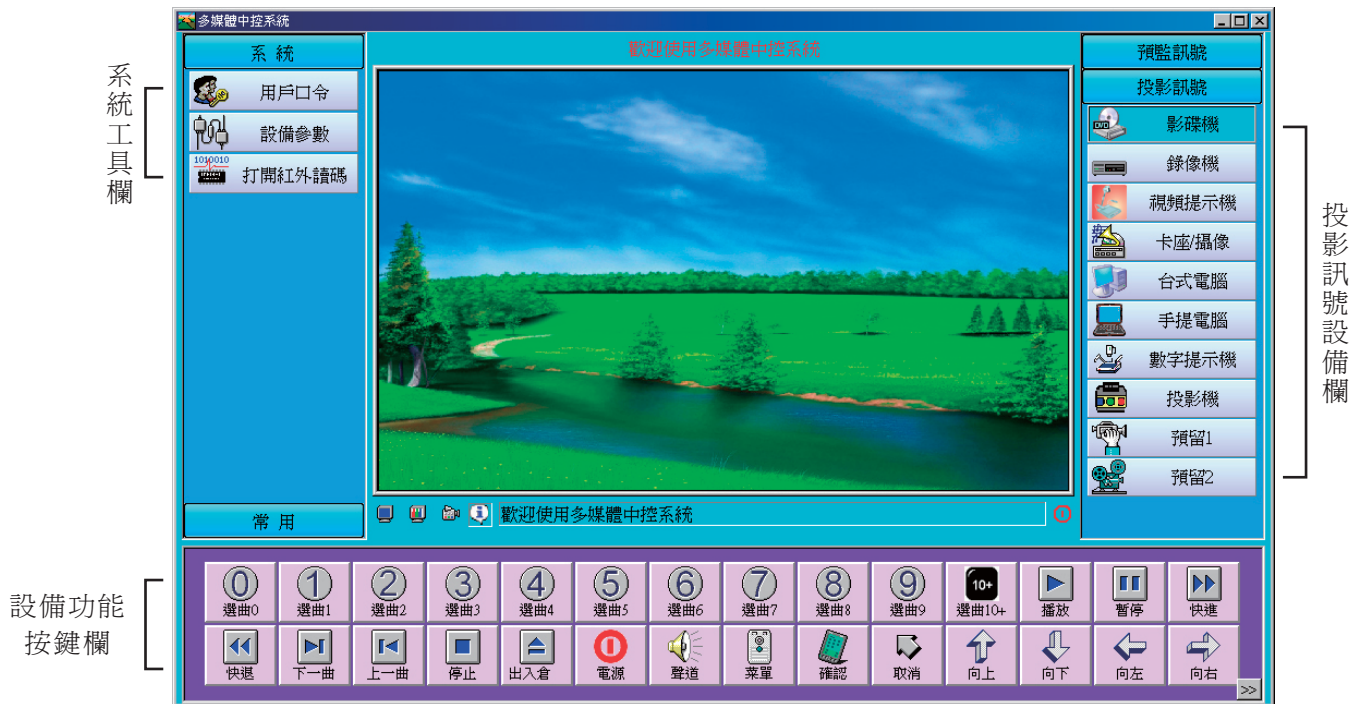 多媒體中控系統
系統
歡迎使用多媒體中控系統
預監訊號
投影訊號
系統工具欄
用戶口令
設備參數
1010010
打開紅外讀碼
DVD
影碟機
錄像機
視頻提示機
卡座/攝像
台式電腦
手提電腦
數字提示機
投影機
預留1
預留2
投影訊號設備欄
常用
歡迎使用多媒體中控系統
設備功能
按鍵欄
0 1 2 3 4 5 6 7 8 9 10+
選曲0 選曲1 選曲2 選曲3 選曲4 選曲5 選曲6 選曲7 選曲8 選曲9 選曲10+ 播放 暫停 快進
快退 下一曲 上一曲 停止 出入倉 電源 聲道 菜單 確認 取消 向上 向下 向左 向右
>>